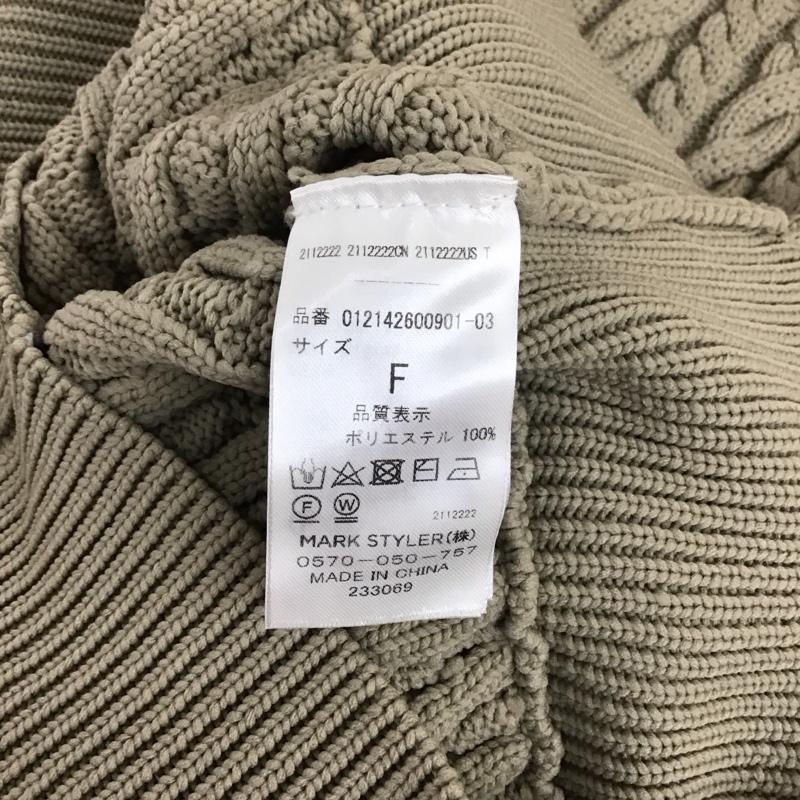 2112222 2112222CN 2112222US T
品番 012142600901-03
サイズ
F
品質表示
ポリエステル 100%
F W
2112222
MARK STYLER(株)
0570-050-757
MADE IN CHINA
233069